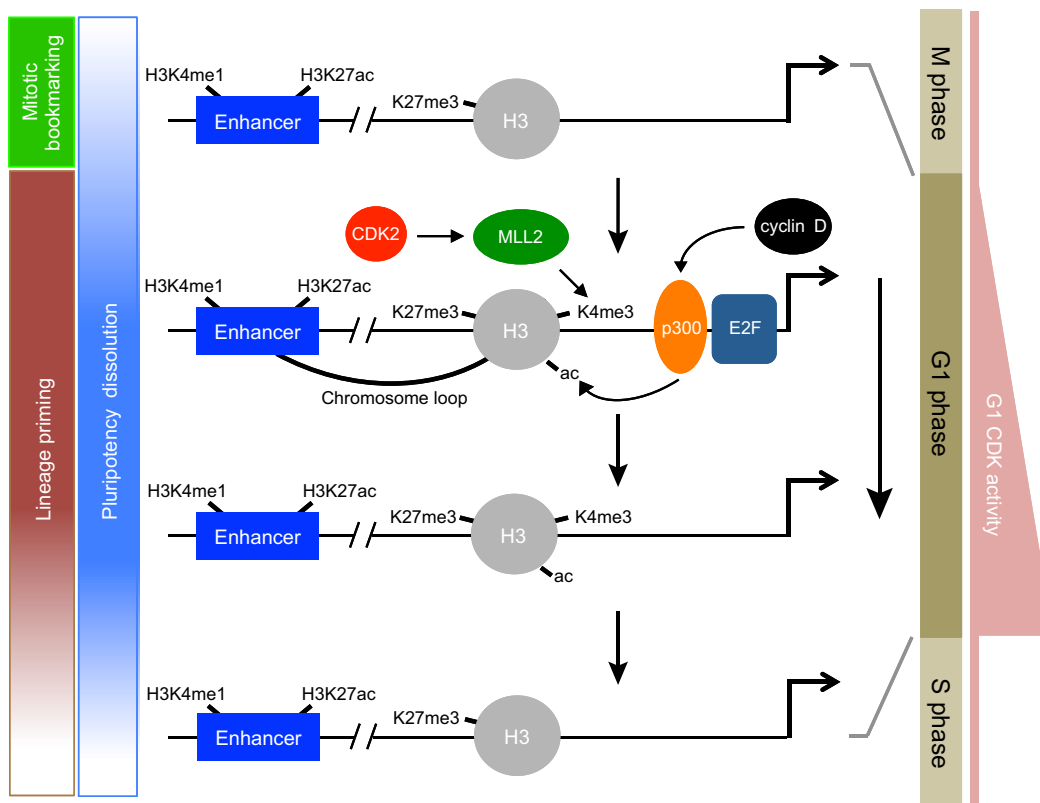 Mitotic
bookmarking
Lineage priming
Pluripotency dissolution
H3K4me1
H3K27ac
Enhancer
K27me3
H3
CDK2
MLL2
cyclin D
H3K4me1
H3K27ac
Enhancer
K27me3
H3
K4me3
p300
E2F
ac
Chromosome loop
H3K4me1
H3K27ac
Enhancer
K27me3
H3
K4me3
ac
H3K4me1
H3K27ac
Enhancer
K27me3
H3
M phase
G1 phase
S phase
G1 CDK activity